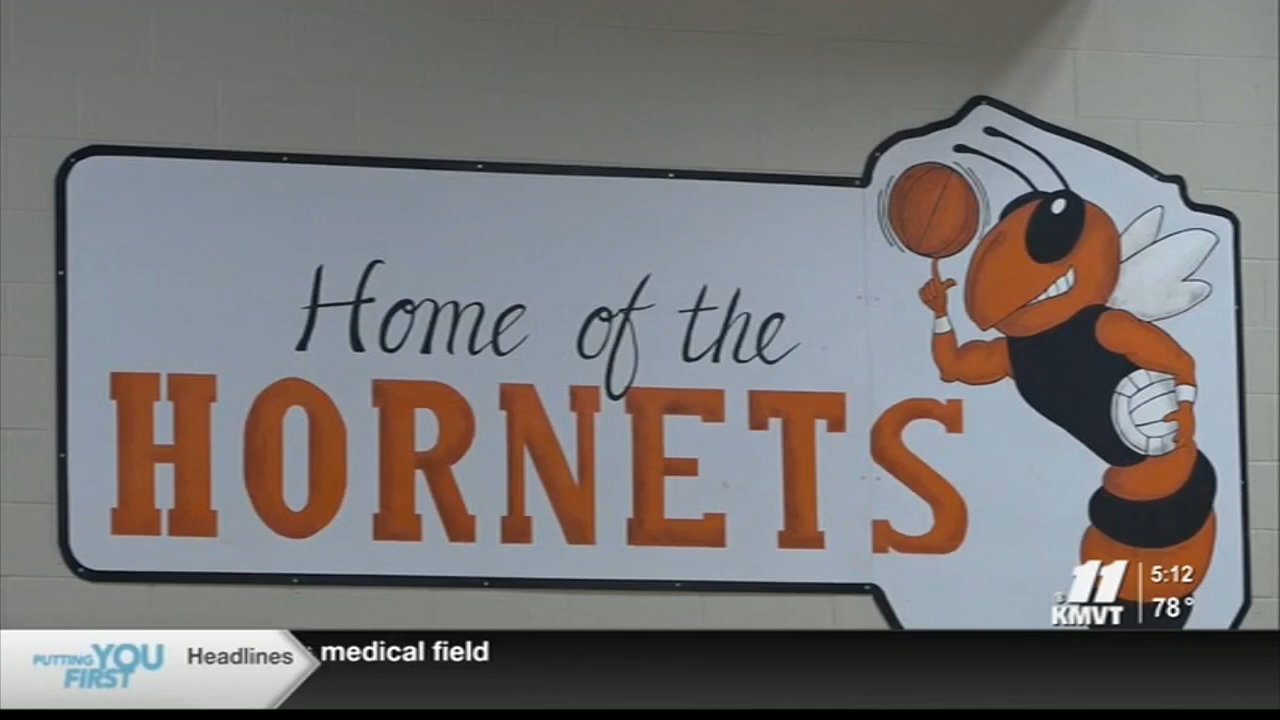 Home of the
HORNETS
11
KMVT
5:12
78°
PUTTING YOU
FIRST
Headlines
medical field